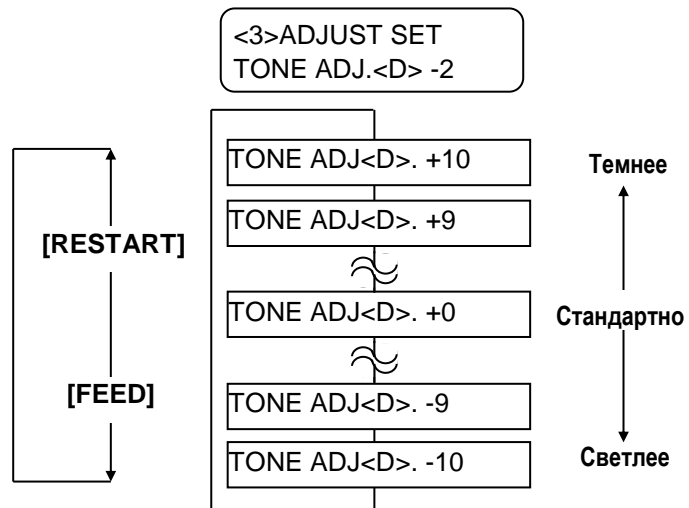 <3>ADJUST SET
TONE ADJ.<D> -2
TONE ADJ<D>. +10
Темнее
TONE ADJ<D>. +9
[RESTART]
TONE ADJ<D>. +0
Стандартно
[FEED]
TONE ADJ<D>. -9
TONE ADJ<D>. -10
Светлее